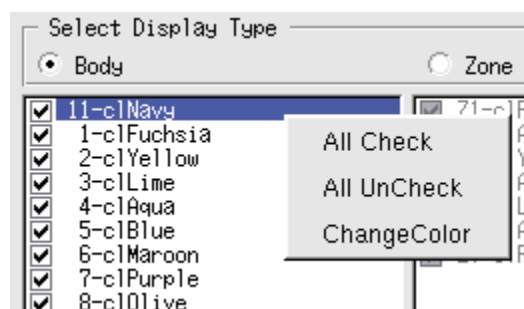 Select Display Type
Body
Zone
11-clNavy
1-clFuchsia
2-clYellow
3-clLime
4-clAqua
5-clBlue
6-clMaroon
7-clPurple
8-clOlive
All Check
All UnCheck
ChangeColor